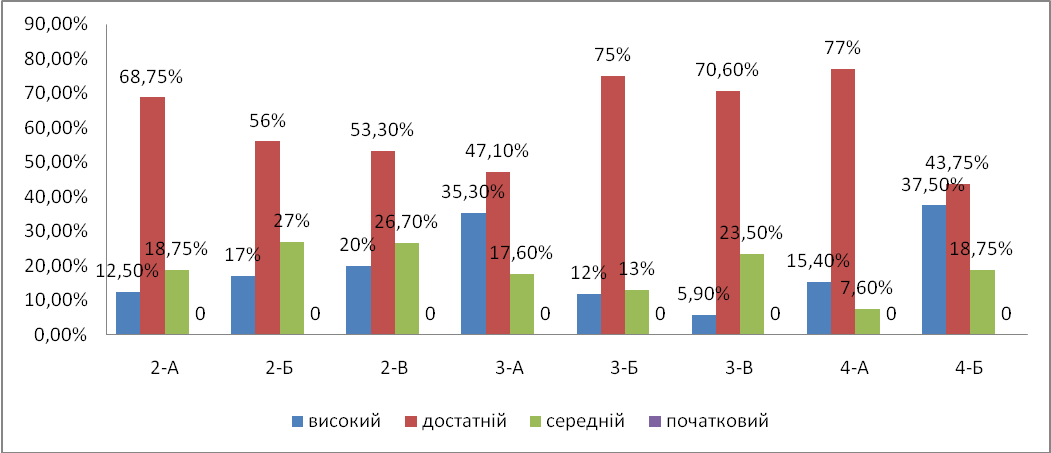 90,00%
80,00%
70,00%
60,00%
50,00%
40,00%
30,00%
20,00%
10,00%
0,00%
12,50% 68,75% 18,75% 0
17% 56% 27% 0
20% 53,30% 26,70% 0
35,30% 47,10% 17,60% 0
12% 75% 13% 0
5,90% 70,60% 23,50% 0
15,40% 77% 7,60% 0
37,50% 43,75% 18,75% 0
2-А 2-Б 2-В 3-А 3-Б 3-В 4-А 4-Б
високий достатній середній початковий